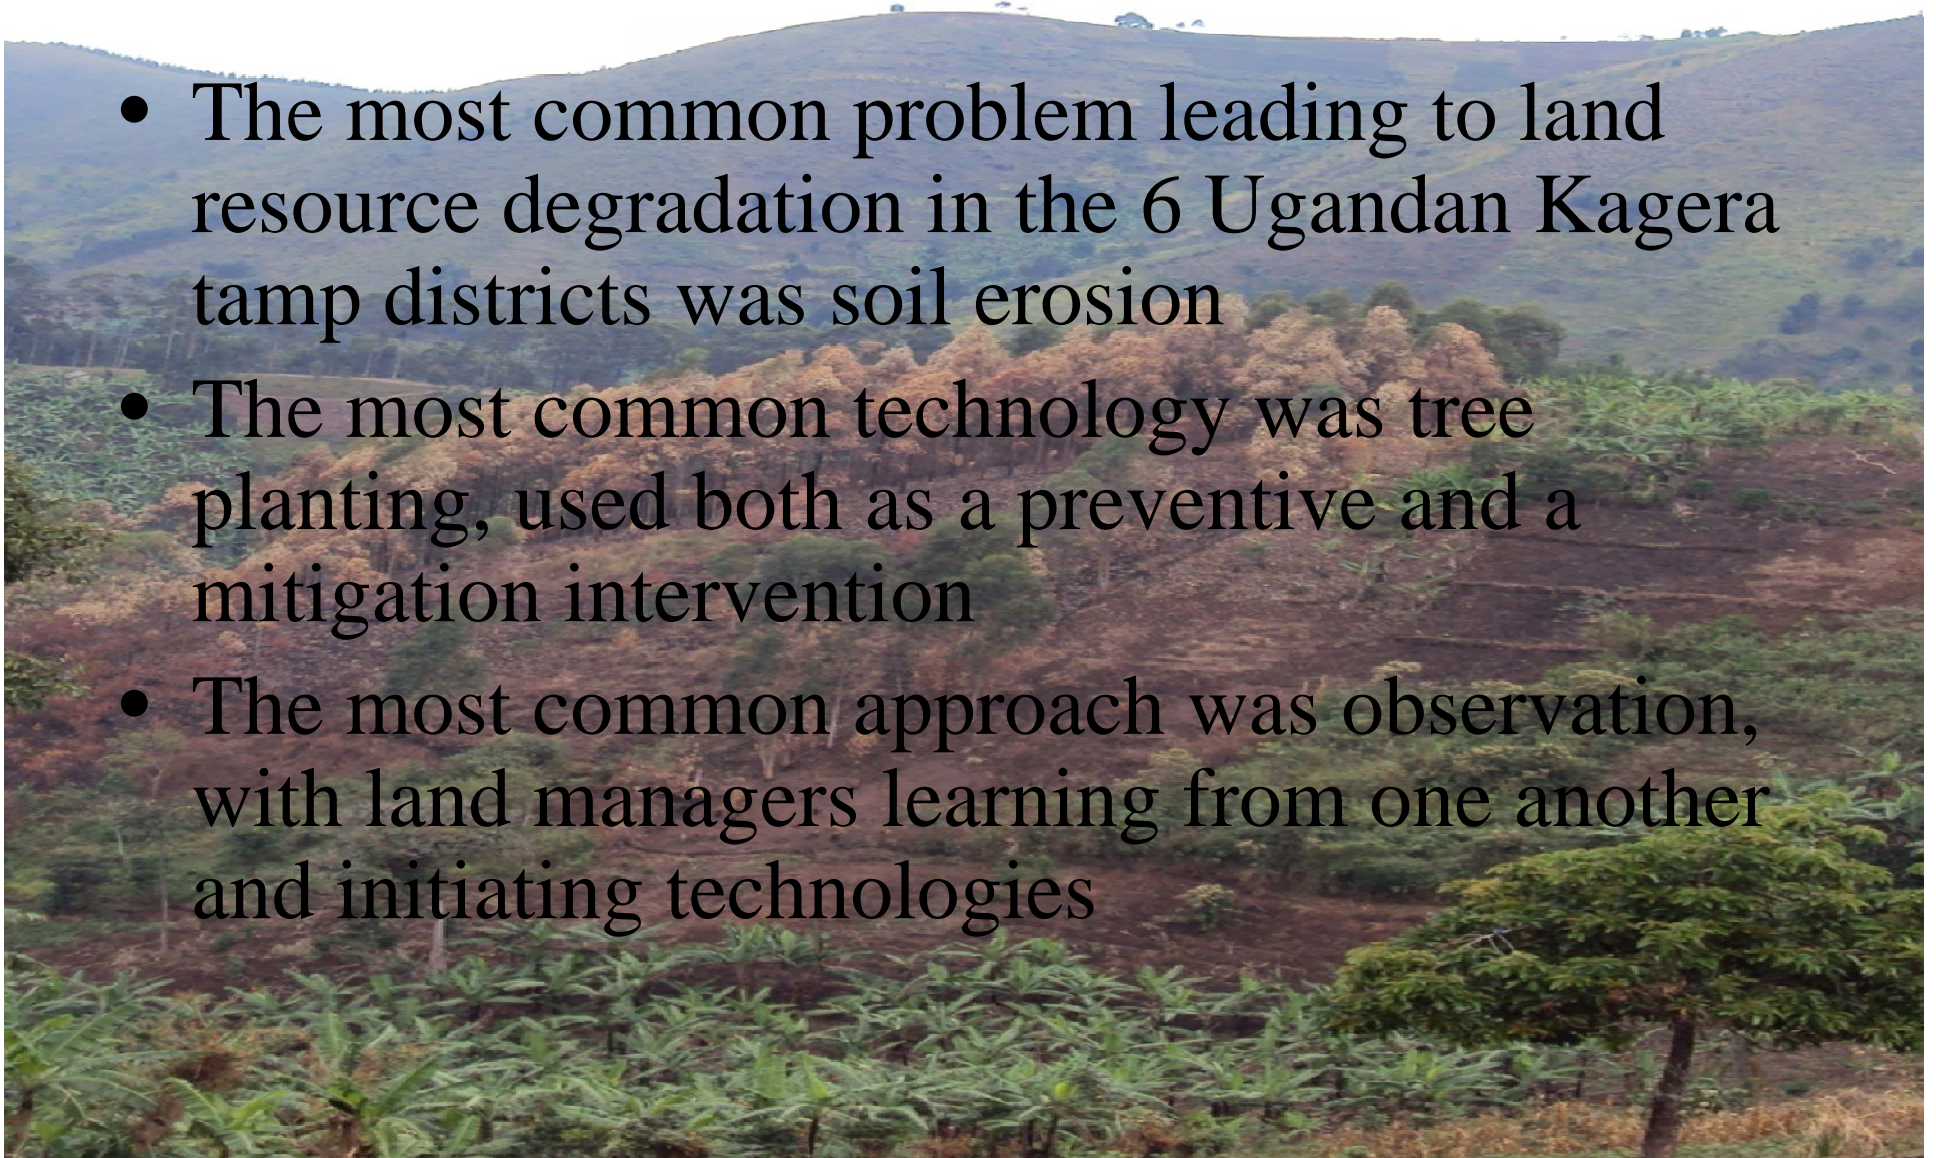 • The most common problem leading to land
resource degradation in the 6 Ugandan Kagera
tamp districts was soil erosion
• The most common technology was tree
planting, used both as a preventive and a
mitigation intervention
• The most common approach was observation,
with land managers learning from one another
and initiating technologies